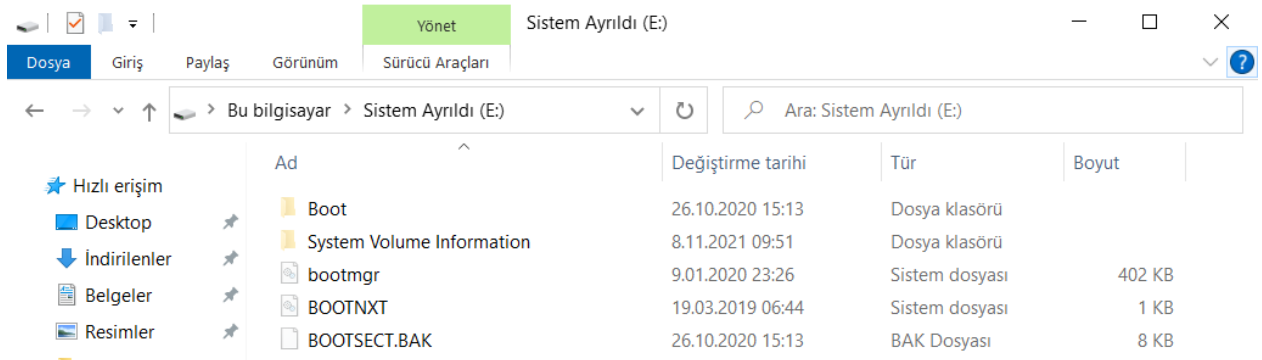 Yönet Sistem Ayrıldı (E:)
Dosya Giriş Paylaş Görünüm Sürücü Araçları
Bu bilgisayar Sistem Ayrıldı (E:) Ara: Sistem Ayrıldı (E:)
Ad Değiştirme tarihi Tür Boyut
Hızlı erişim
Desktop
İndirilenler
Belgeler
Resimler
Boot 26.10.2020 15:13 Dosya klasörü
System Volume Information 8.11.2021 09:51 Dosya klasörü
bootmgr 9.01.2020 23:26 Sistem dosyası 402 KB
BOOTNXT 19.03.2019 06:44 Sistem dosyası 1 KB
BOOTSECT.BAK 26.10.2020 15:13 BAK Dosyası 8 KB